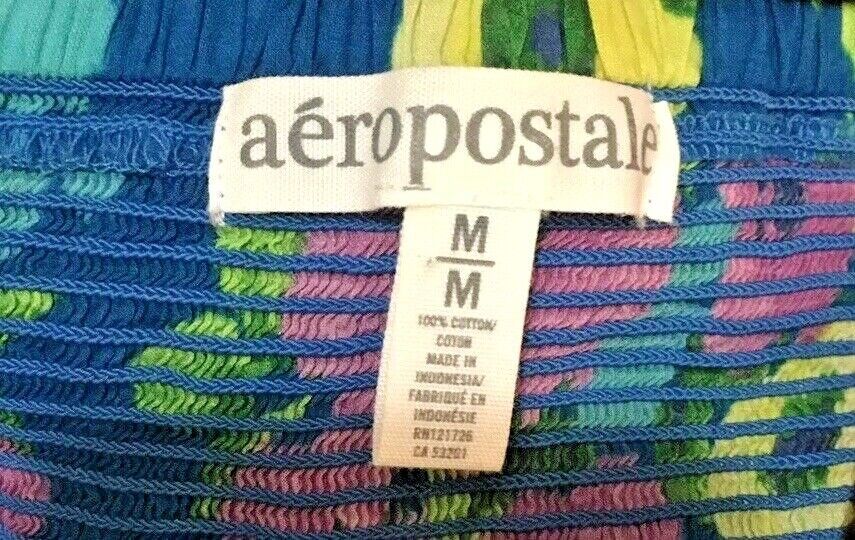 aéropostale
M
M
100% COTTON/
COTON
MADE IN
INDONESIA/
FABRIQUÉ EN
INDONÉSIE
RN121726
CA 53201